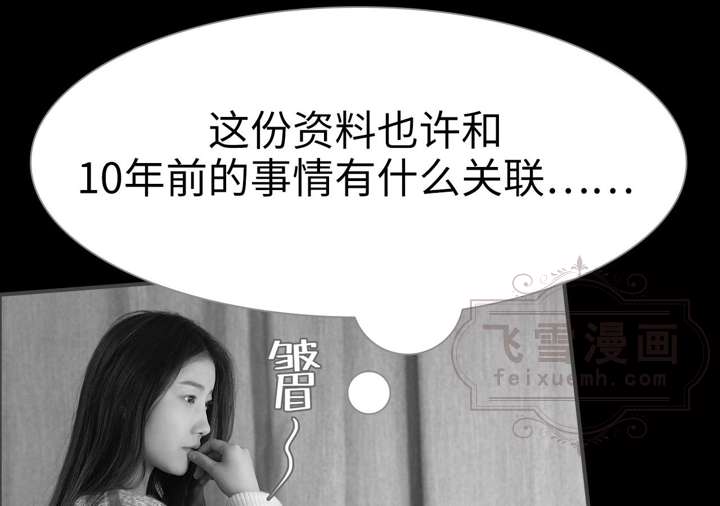 这份资料也许和
10年前的事情有什么关联……
皱
眉
飞雪漫画
feixuemh.com